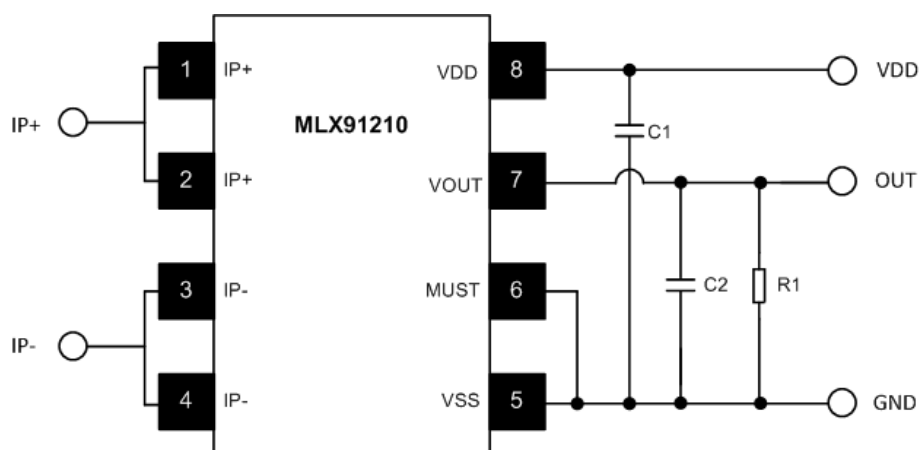 1 IP+
IP+
2 IP+
3 IP-
IP-
4 IP-
MLX91210
VDD 8 VDD
C1
VOUT 7 OUT
MUST 6 C2 R1
VSS 5 GND